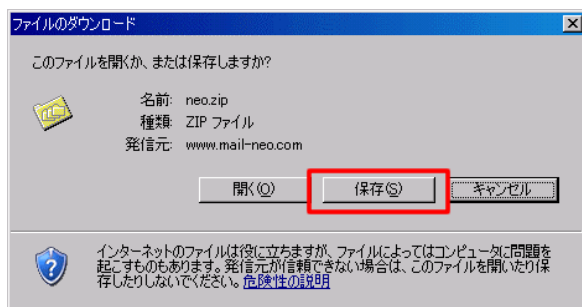 ファイルのダウンロード
このファイルを開くか、または保存しますか?
名前: neo.zip
種類: ZIP ファイル
発信元: www.mail-neo.com
開く(O) 保存(S) キャンセル
インターネットのファイルは役に立ちますが、ファイルによってはコンピュータに問題を
起こすものもあります。発信元が信頼できない場合は、このファイルを開いたり保
存したりしないでください。危険性の説明